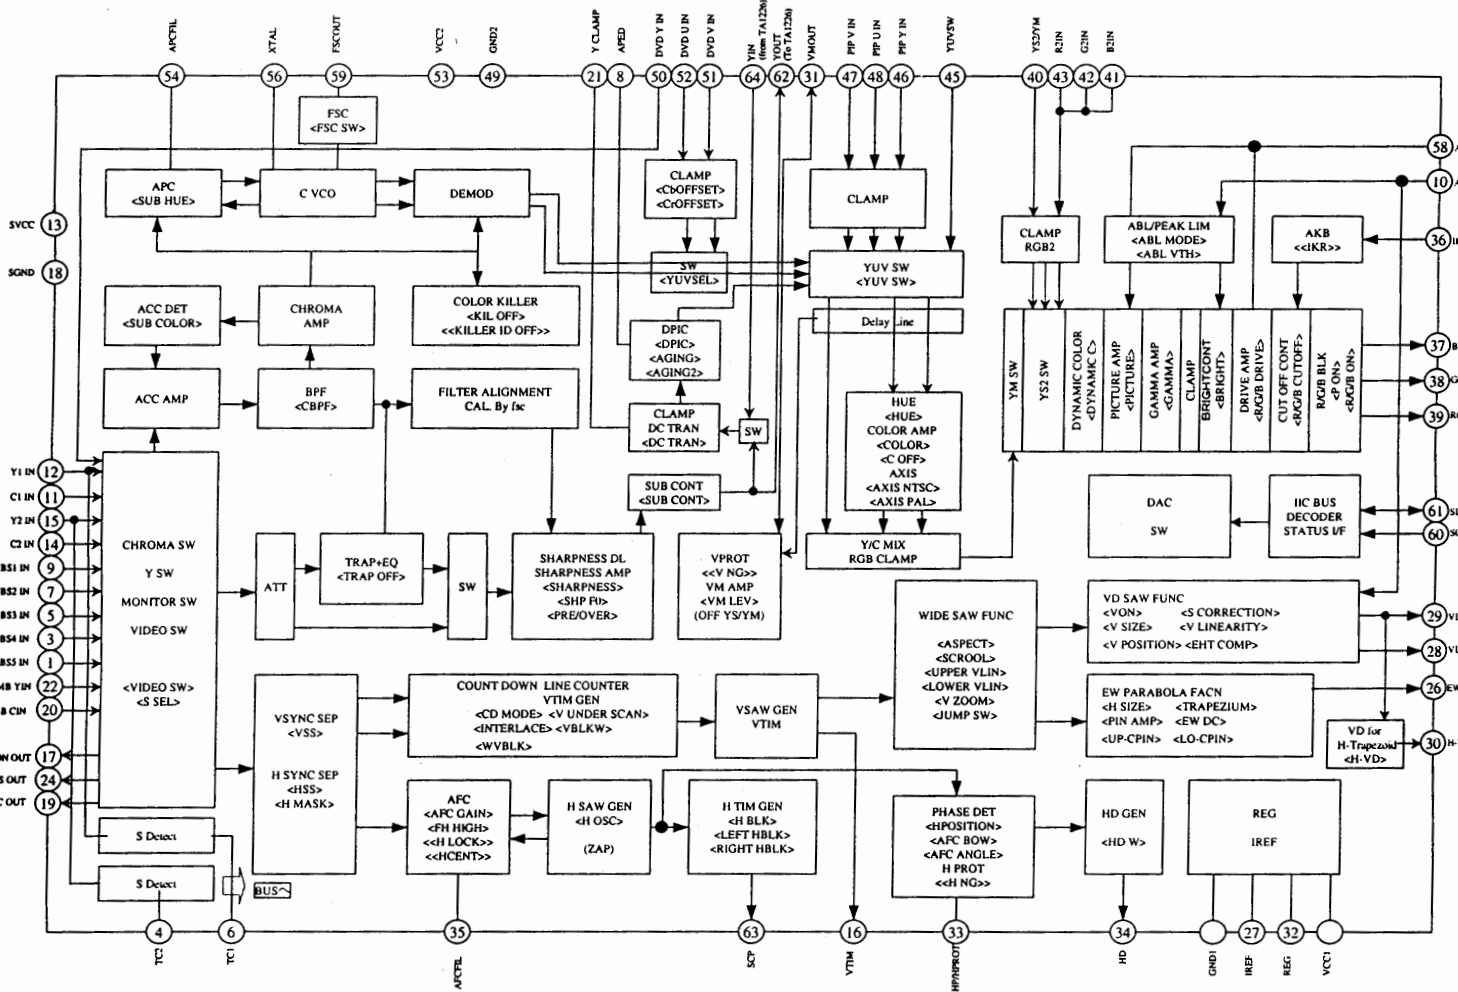 APCFIL
XTAL
FSCOUT
VCC2
GND2
Y CLAMP
APED
DVD Y IN
DVD U IN
DVD V IN
YIN
(from TA1226)
YOUT
(To TA1226)
VMOUT
PIP V IN
PIP U IN
PIP Y IN
YUVSW
YS2/YM
R2IN
G2IN
B2IN
54
56
59
53
49
21
8
50
52
51
64
62
31
47
48
46
45
40
43
42
41
FSC
<FSC SW>
58
10
36
APC
<SUB HUE>
C VCO
DEMOD
CLAMP
<CbOFFSET>
<CrOFFSET>
CLAMP
SVCC 13
SGND 18
CLAMP
RGB2
ABL/PEAK LIM
<ABL MODE>
<ABL VTH>
AKB
<<IKR>>
SW
<YUVSEL>
YUV SW
<YUV SW>
ACC DET
<SUB COLOR>
CHROMA
AMP
COLOR KILLER
<KIL OFF>
<<KILLER ID OFF>>
DPIC
<DPIC>
<AGING>
<AGING2>
Delay Line
YM SW
YS2 SW
DYNAMIC COLOR
<DYNAMIC C>
PICTURE AMP
<PICTURE>
GAMMA AMP
<GAMMA>
CLAMP
BRIGHTCONT
<BRIGHT>
DRIVE AMP
<R/G/B DRIVE>
CUT OFF CONT
<R/G/B CUTOFF>
R/G/B BLK
<P ON>
<R/G/B ON>
37 B
38 G
39
ACC AMP
BPF
<CBPF>
FILTER ALIGNMENT
CAL. By fsc
CLAMP
DC TRAN
<DC TRAN>
SW
HUE
<HUE>
COLOR AMP
<COLOR>
<C OFF>
AXIS
<AXIS NTSC>
<AXIS PAL>
SUB CONT
<SUB CONT>
Y1 IN 12
C1 IN 11
Y2 IN 15
C2 IN 14
BS1 IN 9
BS2 IN 7
BS3 IN 5
BS4 IN 3
BS5 IN 1
MB YIN 22
B CIN 20
ON OUT 17
S OUT 24
C OUT 19
CHROMA SW
Y SW
MONITOR SW
VIDEO SW
<VIDEO SW>
<S SEL>
ATT
TRAP+EQ
<TRAP OFF>
SW
SHARPNESS DL
SHARPNESS AMP
<SHARPNESS>
<SHP F0>
<PRE/OVER>
VPROT
<<V NG>>
VM AMP
<VM LEV>
(OFF YS/YM)
Y/C MIX
RGB CLAMP
DAC
SW
IIC BUS
DECODER
STATUS I/F
61
60
WIDE SAW FUNC
<ASPECT>
<SCROOL>
<UPPER VLIN>
<LOWER VLIN>
<V ZOOM>
<JUMP SW>
VD SAW FUNC
<VON> <S CORRECTION>
<V SIZE> <V LINEARITY>
<V POSITION> <EHT COMP>
29
28
26 EW
30
VSYNC SEP
<VSS>
H SYNC SEP
<HSS>
<H MASK>
COUNT DOWN LINE COUNTER
VTIM GEN
<CD MODE> <V UNDER SCAN>
<INTERLACE> <VBLKW>
<WVBLK>
VSAW GEN
VTIM
EW PARABOLA FACN
<H SIZE> <TRAPEZIUM>
<PIN AMP> <EW DC>
<UP-CPIN> <LO-CPIN>
VD for
H-Trapezoid
<H-VD>
AFC
<AFC GAIN>
<FH HIGH>
<<H LOCK>>
<<HCENT>>
H SAW GEN
<H OSC>
(ZAP)
H TIM GEN
<H BLK>
<LEFT HBLK>
<RIGHT HBLK>
PHASE DET
<HPOSITION>
<AFC BOW>
<AFC ANGLE>
H PROT
<<H NG>>
HD GEN
<HD W>
REG
IREF
S Detect
S Detect
BUS
4
6
35
63
16
33
34
27
32
TC2
TC1
AFCFIL
SCP
VTIM
HP/HPROT
HD
GND1
IREF
REG
VCC1